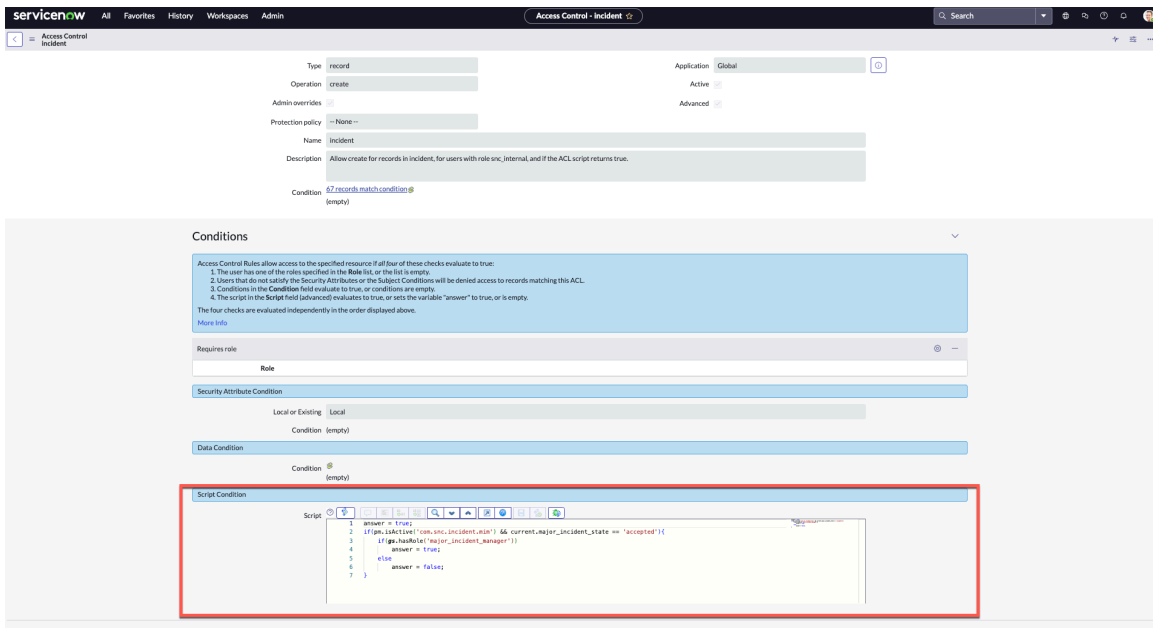 servicenow All Favorites History Workspaces Admin Access Control - incident ☆ Search
Access Control
incident
Type record Application Global
Operation create Active
Admin overrides Advanced
Protection policy -- None --
Name incident
Description Allow create for records in incident, for users with role snc_internal, and if the ACL script returns true.
Condition 67 records match condition
(empty)
Conditions
Access Control Rules allow access to the specified resource if all four of these checks evaluate to true:
1. The user has one of the roles specified in the Role list, or the list is empty.
2. Users that do not satisfy the Security Attributes or the Subject Conditions will be denied access to records matching this ACL.
3. Conditions in the Condition field evaluate to true, or conditions are empty.
4. The script in the Script field (advanced) evaluates to true, or sets the variable "answer" to true, or is empty.
The four checks are evaluated independently in the order displayed above.
More Info
Requires role
Role
Security Attribute Condition
Local or Existing Local
Condition (empty)
Data Condition
Condition
(empty)
Script Condition
Script
1 answer = true;
2 if(pm.isActive('com.snc.incident.mim') && current.major_incident_state == 'accepted'){
3 if(gs.hasRole('major_incident_manager'))
4 answer = true;
5 else
6 answer = false;
7 }